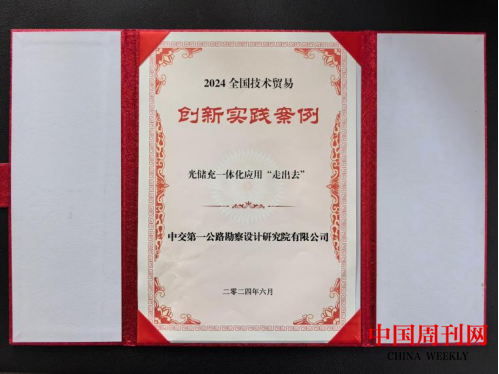 2024 全国技术贸易
创新实践案例
光储充一体化应用“走出去”
中交第一公路勘察设计研究院有限公司
二零二四年六月
中国周刊网
CHINA WEEKLY